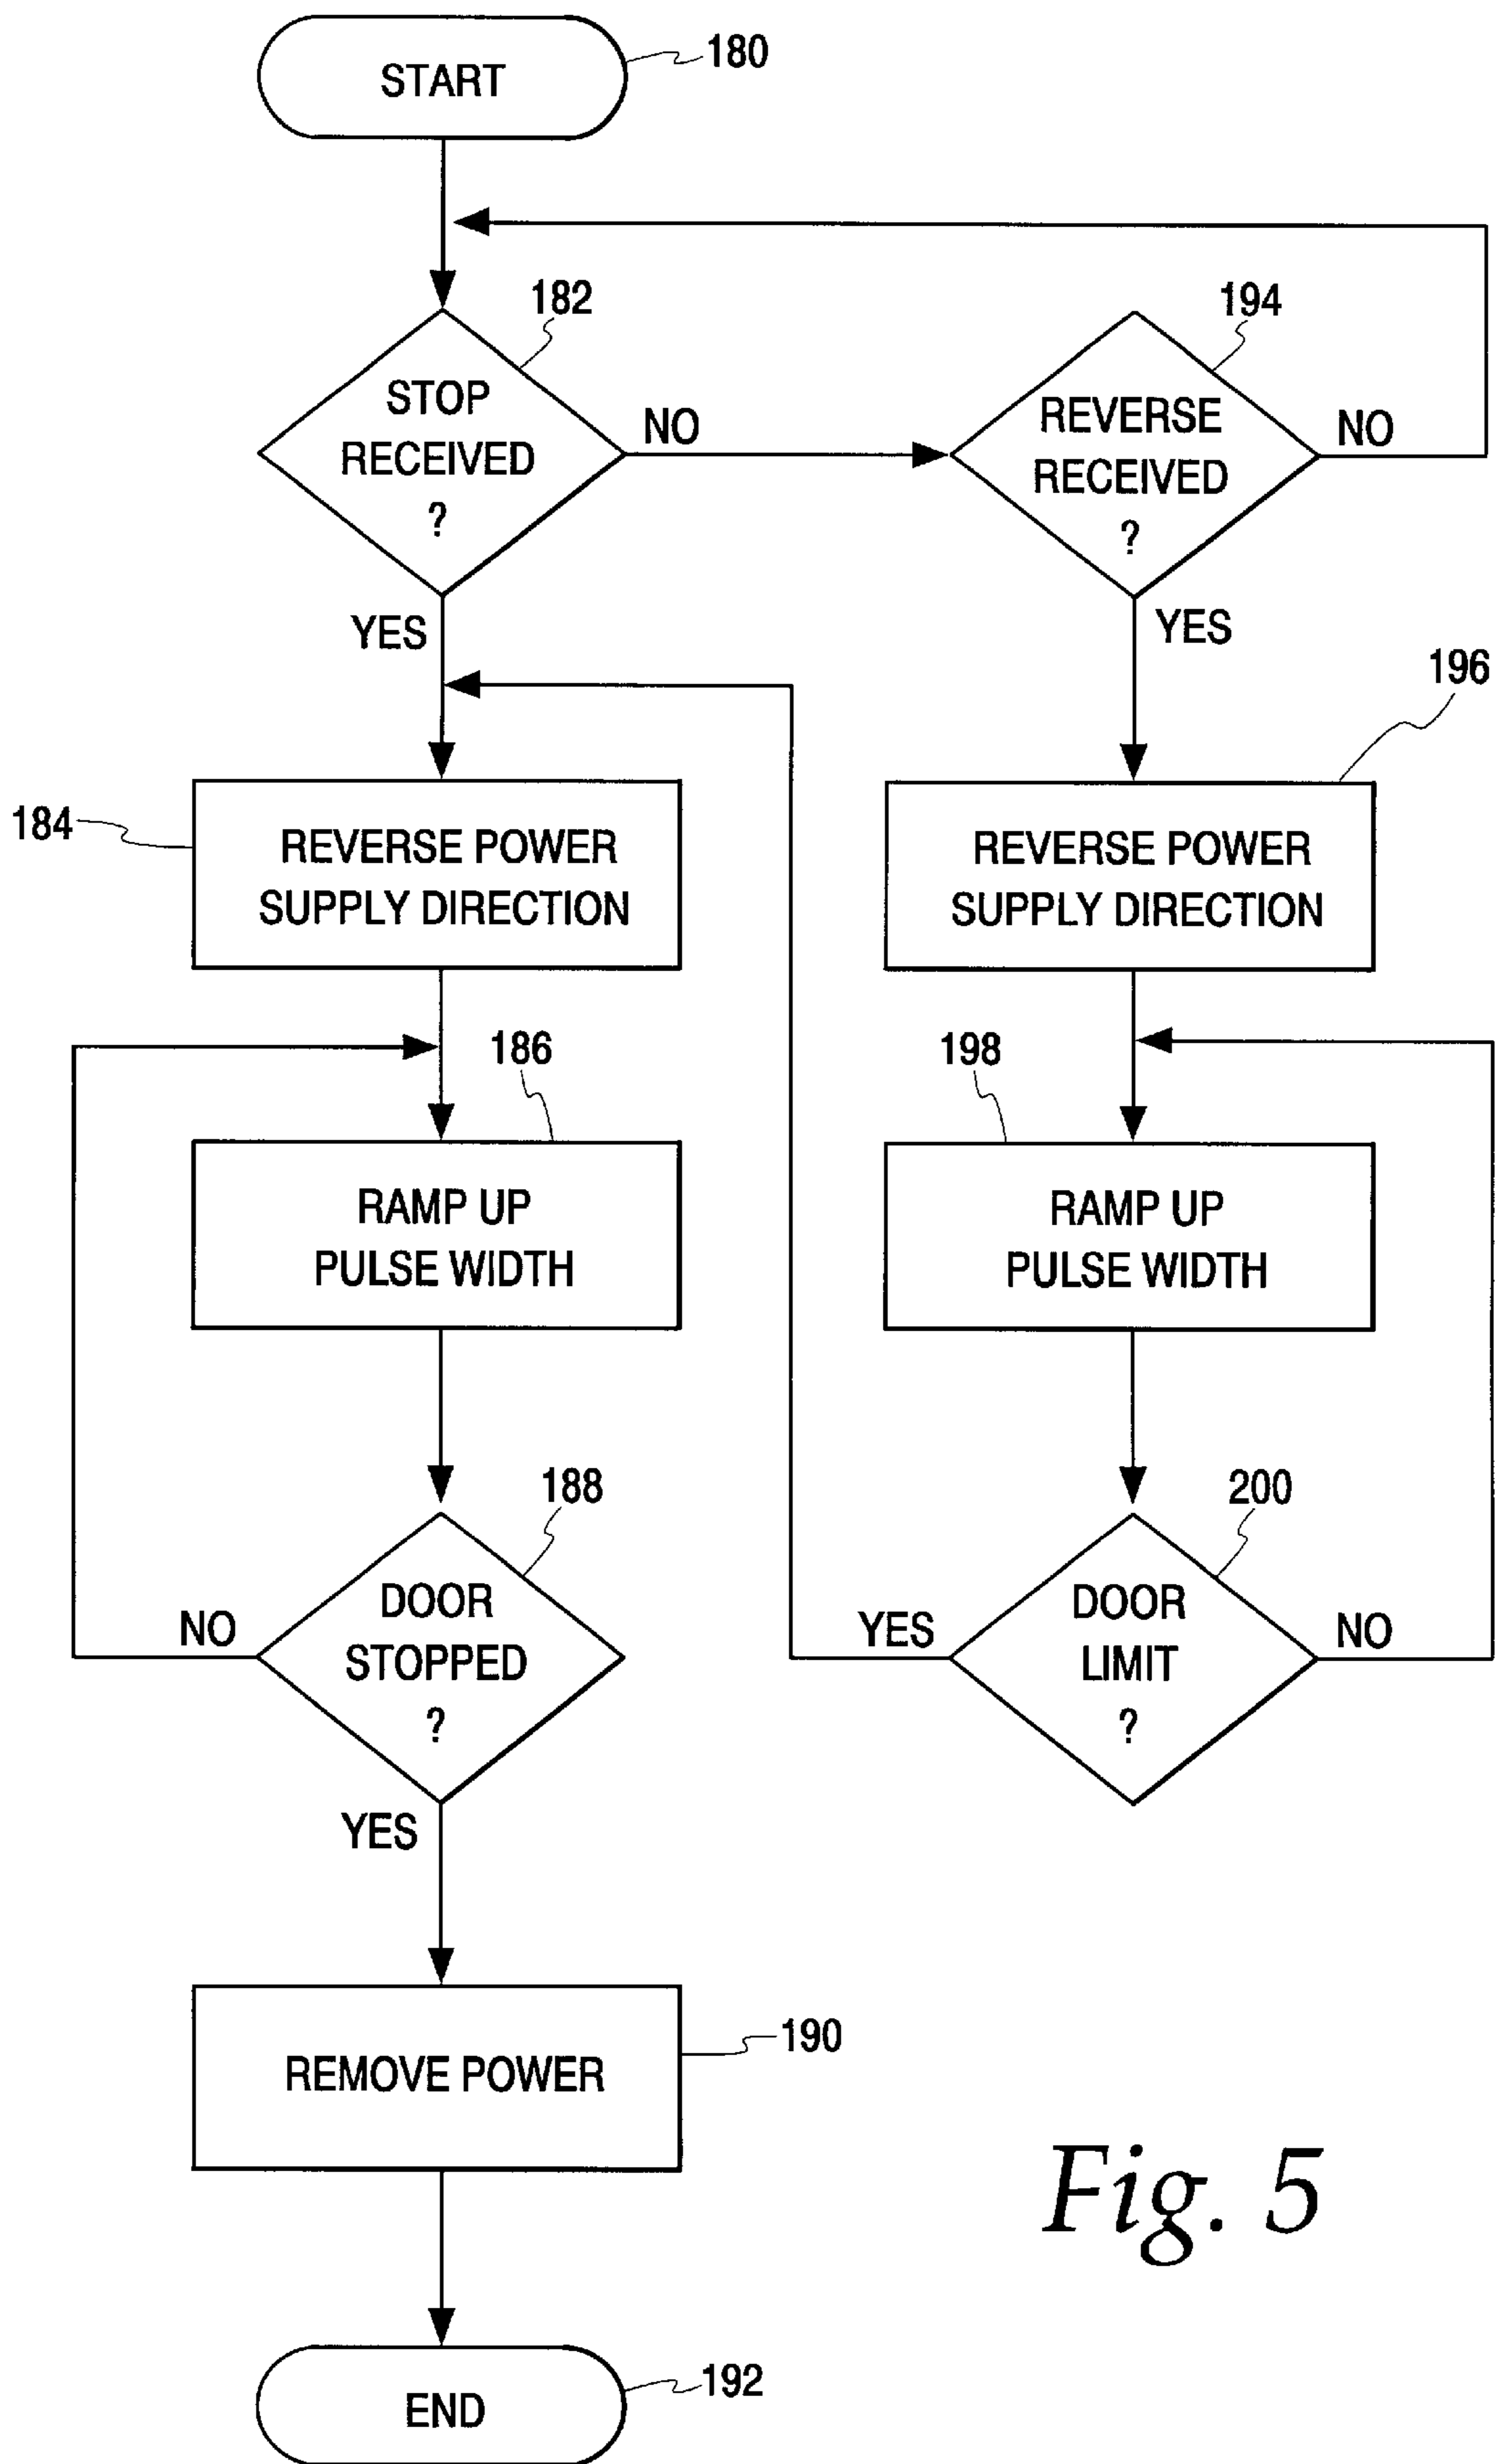 START
180
182
STOP
RECEIVED
?
NO
YES
194
REVERSE
RECEIVED
?
NO
YES
184
REVERSE POWER
SUPPLY DIRECTION
196
REVERSE POWER
SUPPLY DIRECTION
186
RAMP UP
PULSE WIDTH
198
RAMP UP
PULSE WIDTH
188
DOOR
STOPPED
?
NO
YES
200
DOOR
LIMIT
?
YES
NO
REMOVE POWER
190
END
192
Fig. 5